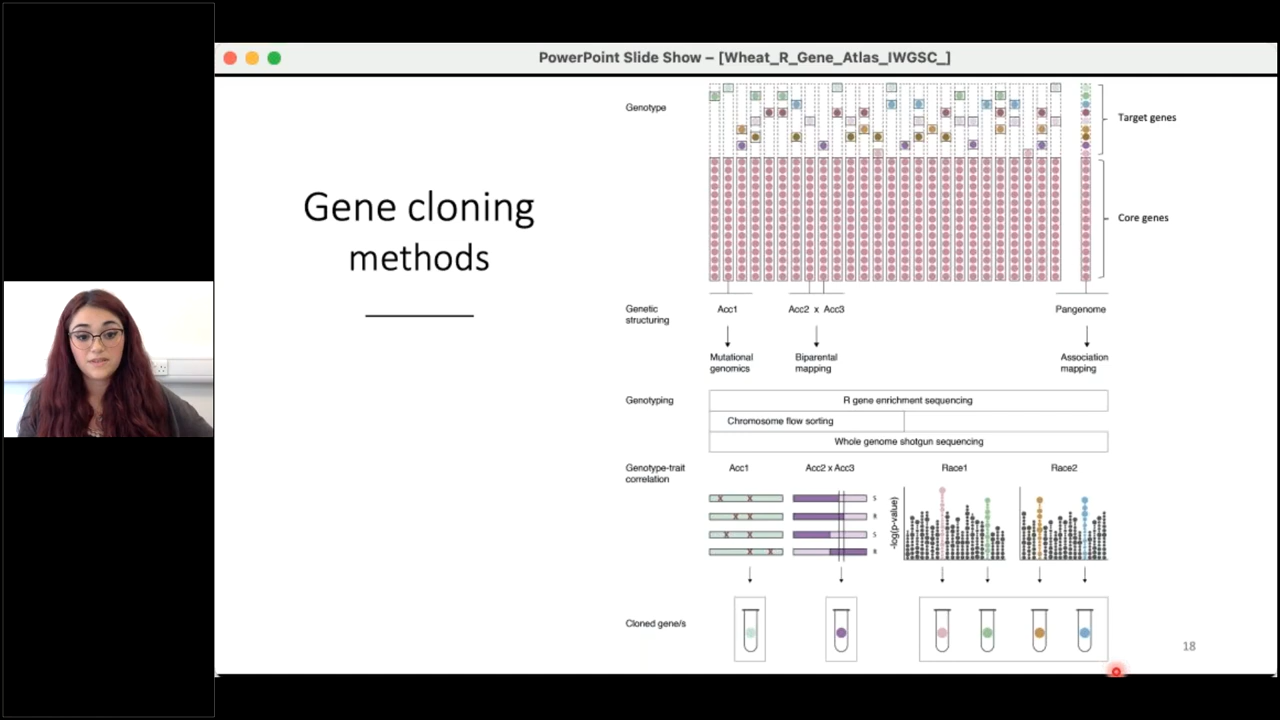 PowerPoint Slide Show – [Wheat_R_Gene_Atlas_IWGSC_]
Gene cloning
methods
Genotype
Target genes
Core genes
Genetic
structuring
Acc1
Acc2 x Acc3
Pangenome
Mutational
genomics
Biparental
mapping
Association
mapping
Genotyping
R gene enrichment sequencing
Chromosome flow sorting
Whole genome shotgun sequencing
Genotype-trait
correlation
Acc1
Acc2 x Acc3
Race1
Race2
S
R
S
R
-log(p-value)
Cloned gene/s
18